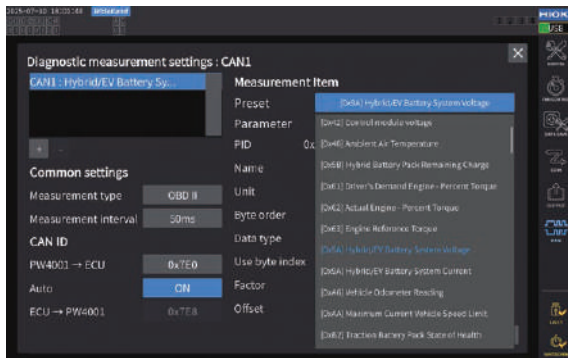 2025-07-10
HIOKI
USB
Diagnostic measurement settings : CAN1
CAN1 : Hybrid/EV Battery Sy...
Measurement Item
Preset
[0x9A] Hybrid/EV Battery System Voltage
Parameter
[0x42] Control module voltage
PID 0x
[0x46] Ambient Air Temperature
Name
[0x5B] Hybrid Battery Pack Remaining Charge
Common settings
Unit
[0x61] Driver's Demand Engine - Percent Torque
Measurement type
OBD II
Byte order
[0x62] Actual Engine - Percent Torque
Measurement interval
50ms
Data type
[0x63] Engine Reference Torque
CAN ID
[0x9A] Hybrid/EV Battery System Voltage
PW4001 → ECU
0x7E0
Use byte index
[0x9A] Hybrid/EV Battery System Current
Auto
ON
Factor
[0xA6] Vehicle Odometer Reading
ECU → PW4001
0x7E8
Offset
[0xAA] Maximum Current Vehicle Speed Limit
[0xB2] Traction Battery Pack State of Health